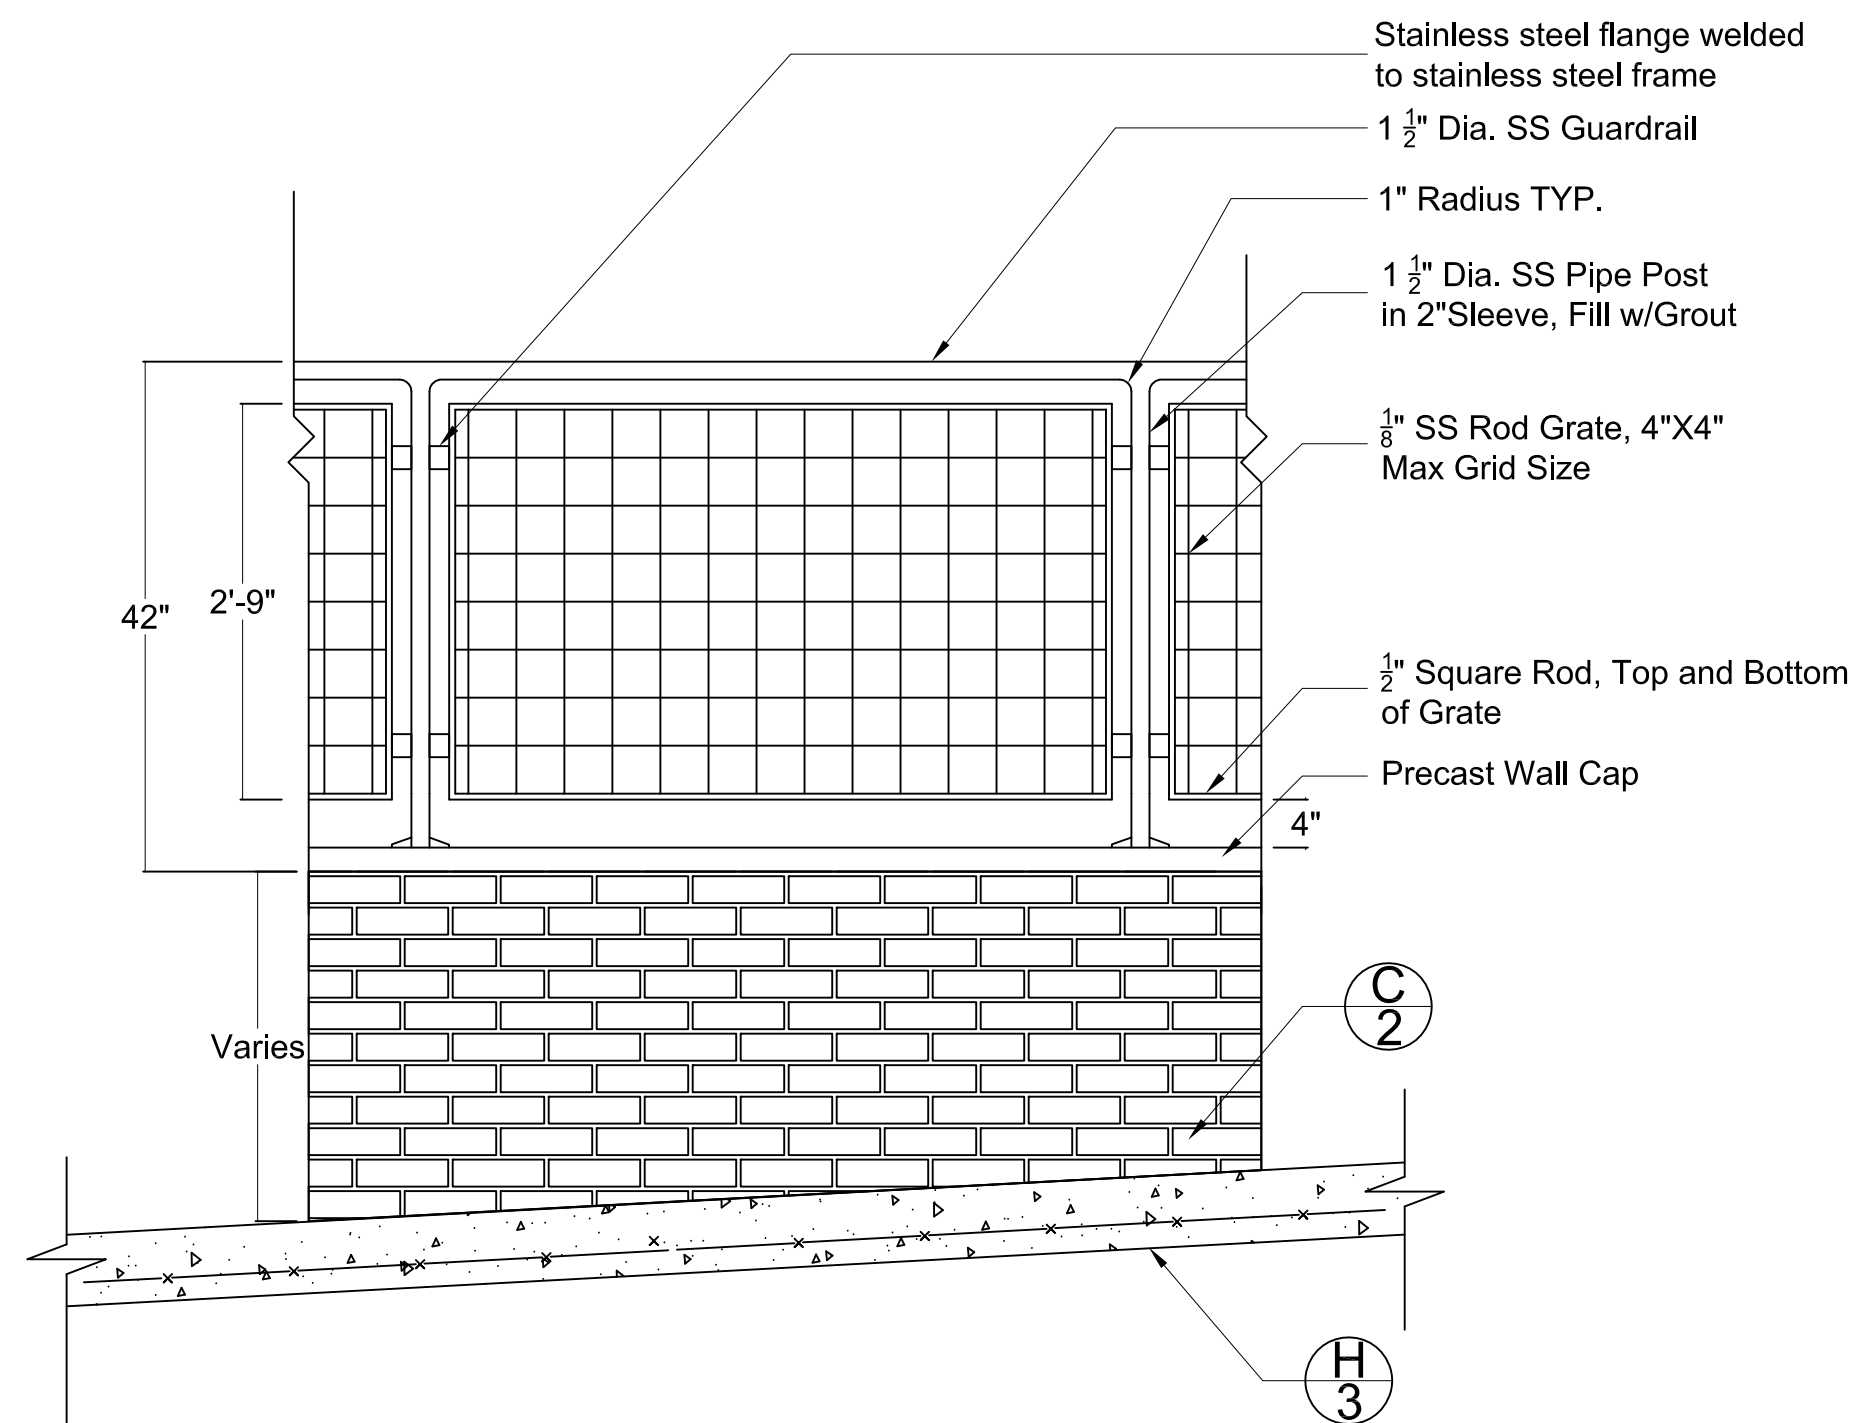 Stainless steel flange welded
to stainless steel frame
1 1/2" Dia. SS Guardrail
1" Radius TYP.
1 1/2" Dia. SS Pipe Post
in 2"Sleeve, Fill w/Grout
1/8" SS Rod Grate, 4"X4"
Max Grid Size
42"
2'-9"
1/2" Square Rod, Top and Bottom
of Grate
Precast Wall Cap
4"
Varies
C
2
H
3